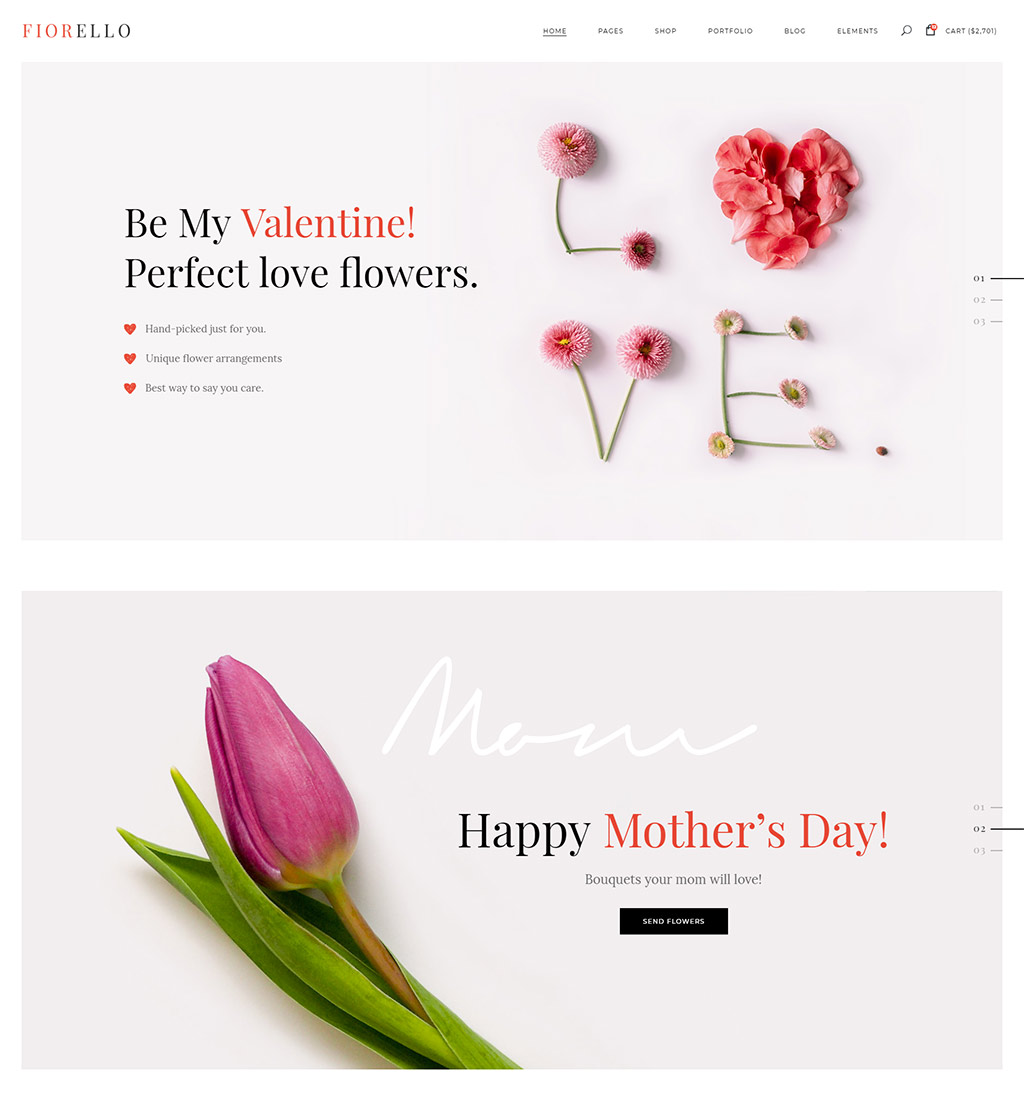 FIORELLO
HOME PAGES SHOP PORTFOLIO BLOG ELEMENTS CART ($2,701)
Be My Valentine!
Perfect love flowers.
Hand-picked just for you.
Unique flower arrangements
Best way to say you care.
LO
VE.
01
02
03
Mom
Happy Mother's Day!
Bouquets your mom will love!
SEND FLOWERS
01
02
03